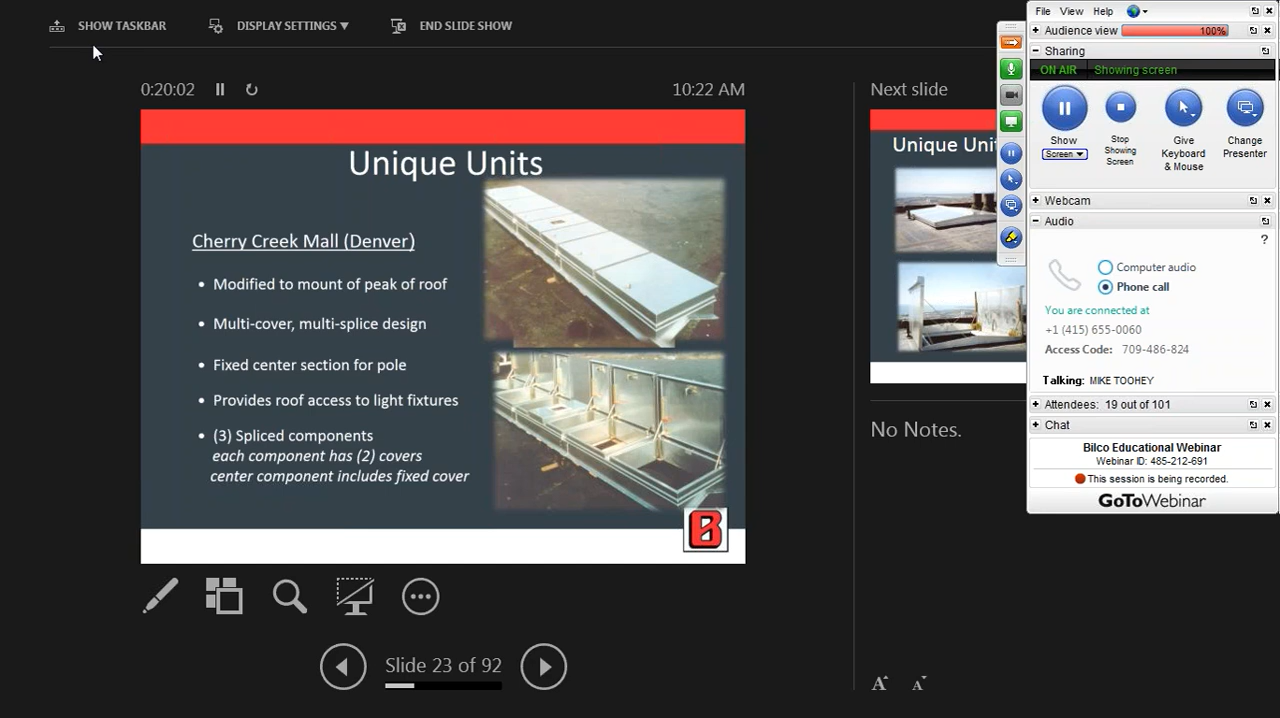 SHOW TASKBAR
DISPLAY SETTINGS ▼
END SLIDE SHOW
0:20:02
10:22 AM
Unique Units
Cherry Creek Mall (Denver)
• Modified to mount of peak of roof
• Multi-cover, multi-splice design
• Fixed center section for pole
• Provides roof access to light fixtures
• (3) Spliced components
each component has (2) covers
center component includes fixed cover
B
Slide 23 of 92
Next slide
Unique Uni
No Notes.
A
A
File View Help
Audience view
100%
Sharing
ON AIR
Showing screen
Show
Screen
Stop
Showing
Screen
Give
Keyboard
& Mouse
Change
Presenter
Webcam
Audio
?
Computer audio
Phone call
You are connected at
+1 (415) 655-0060
Access Code: 709-486-824
Talking: MIKE TOOHEY
Attendees: 19 out of 101
Chat
Bilco Educational Webinar
Webinar ID: 485-212-691
This session is being recorded.
GoToWebinar